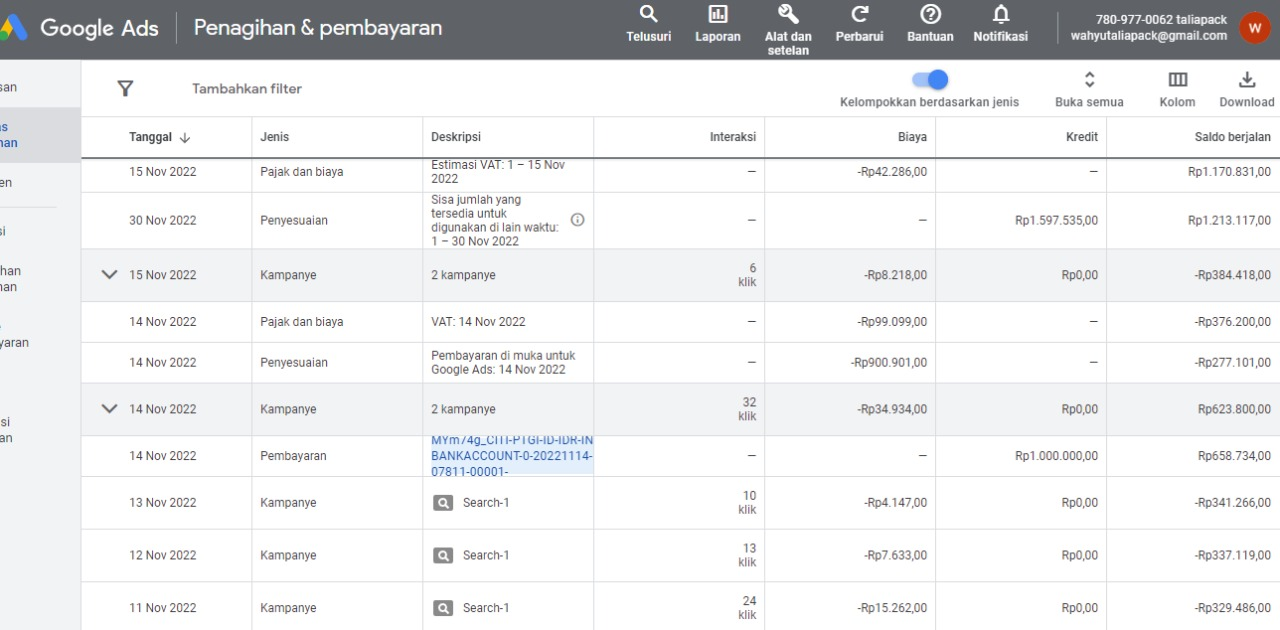 Google Ads
Penagihan & pembayaran
Telusuri
Laporan
Alat dan
setelan
Perbarui
Bantuan
Notifikasi
780-977-0062 taliapack
wahyutaliapack@gmail.com
W
san
s
nan
en
si
han
nan
yaran
si
an
Tambahkan filter
Kelompokkan berdasarkan jenis
Buka semua
Kolom
Download
Tanggal Jenis Deskripsi Interaksi Biaya Kredit Saldo berjalan
15 Nov 2022 Pajak dan biaya Estimasi VAT: 1 – 15 Nov
2022 — -Rp42.286,00 — Rp1.170.831,00
30 Nov 2022 Penyesuaian Sisa jumlah yang
tersedia untuk
digunakan di lain waktu:
1 – 30 Nov 2022 — — Rp1.597.535,00 Rp1.213.117,00
15 Nov 2022 Kampanye 2 kampanye 6
klik -Rp8.218,00 Rp0,00 -Rp384.418,00
14 Nov 2022 Pajak dan biaya VAT: 14 Nov 2022 — -Rp99.099,00 — -Rp376.200,00
14 Nov 2022 Penyesuaian Pembayaran di muka untuk
Google Ads: 14 Nov 2022 — -Rp900.901,00 — -Rp277.101,00
14 Nov 2022 Kampanye 2 kampanye 32
klik -Rp34.934,00 Rp0,00 Rp623.800,00
14 Nov 2022 Pembayaran MYm74g_CITI-PTGI-ID-IDR-IN
BANKACCOUNT-0-20221114-
07811-00001- — — Rp1.000.000,00 Rp658.734,00
13 Nov 2022 Kampanye Search-1 10
klik -Rp4.147,00 Rp0,00 -Rp341.266,00
12 Nov 2022 Kampanye Search-1 13
klik -Rp7.633,00 Rp0,00 -Rp337.119,00
11 Nov 2022 Kampanye Search-1 24
klik -Rp15.262,00 Rp0,00 -Rp329.486,00